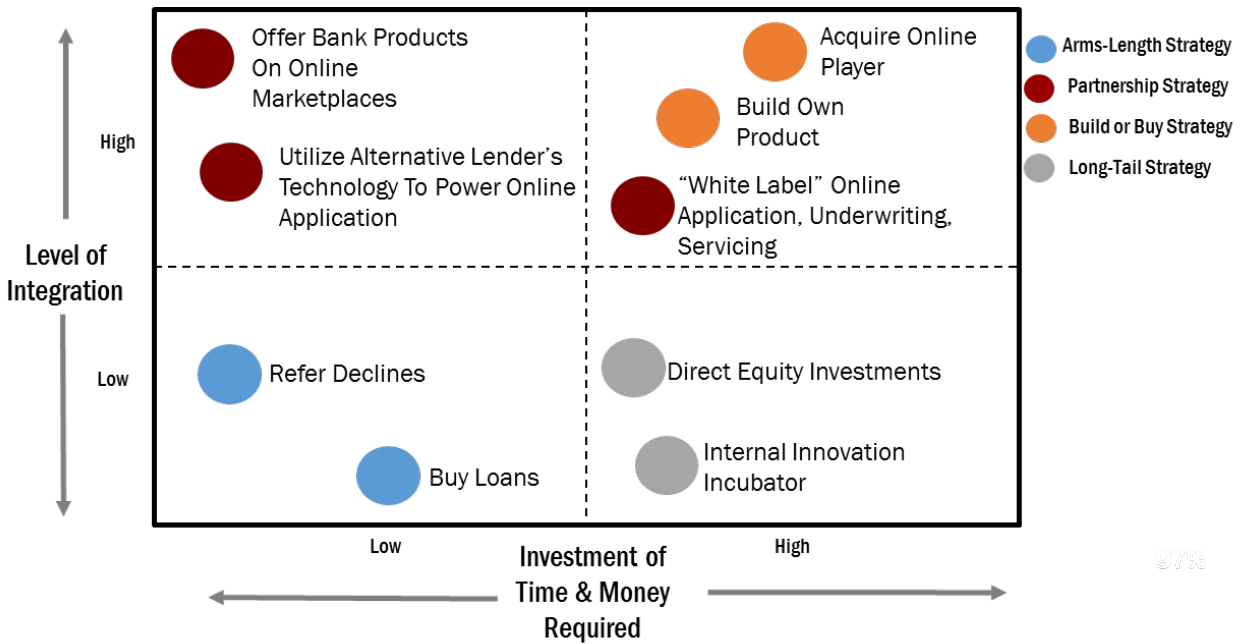 Offer Bank Products
On Online
Marketplaces
Acquire Online
Player
Build Own
Product
Utilize Alternative Lender's
Technology To Power Online
Application
"White Label" Online
Application, Underwriting,
Servicing
Arms-Length Strategy
Partnership Strategy
Build or Buy Strategy
Long-Tail Strategy
High
Level of
Integration
Low
Refer Declines
Buy Loans
Direct Equity Investments
Internal Innovation
Incubator
Low
High
Investment of
Time & Money
Required
97%